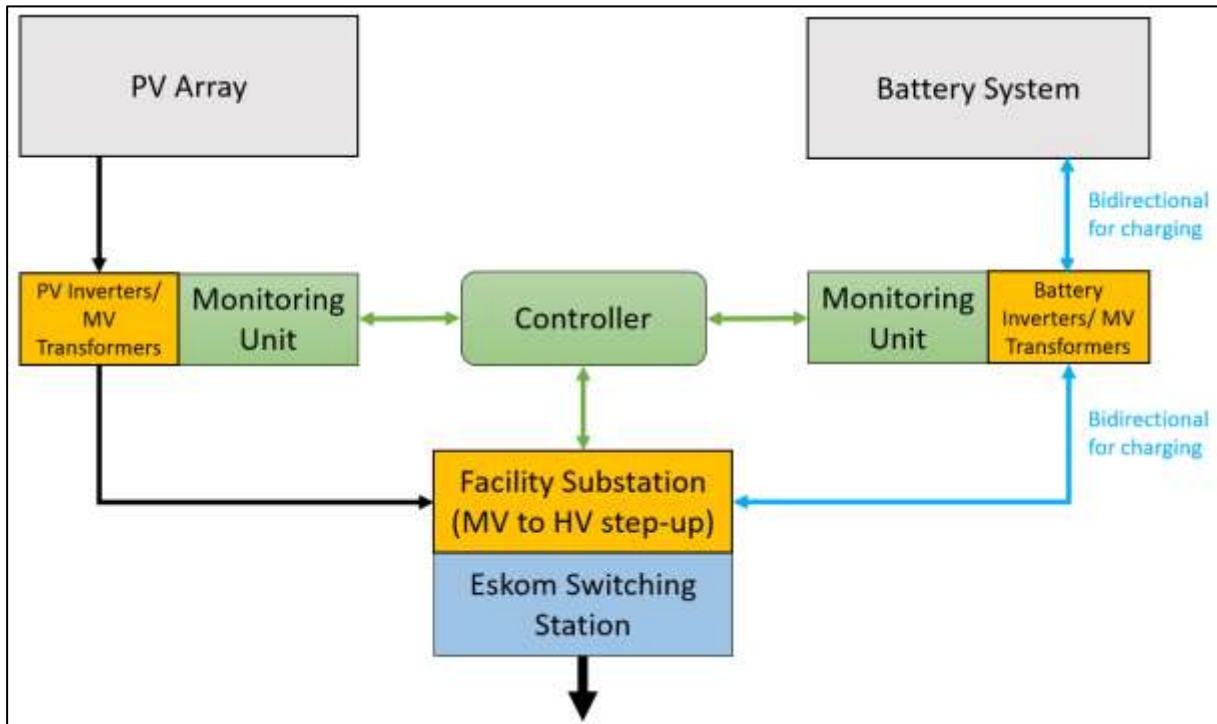 PV Array
Battery System
Bidirectional
for charging
PV Inverters/
MV
Transformers
Monitoring
Unit
Controller
Monitoring
Unit
Battery
Inverters/ MV
Transformers
Bidirectional
for charging
Facility Substation
(MV to HV step-up)
Eskom Switching
Station